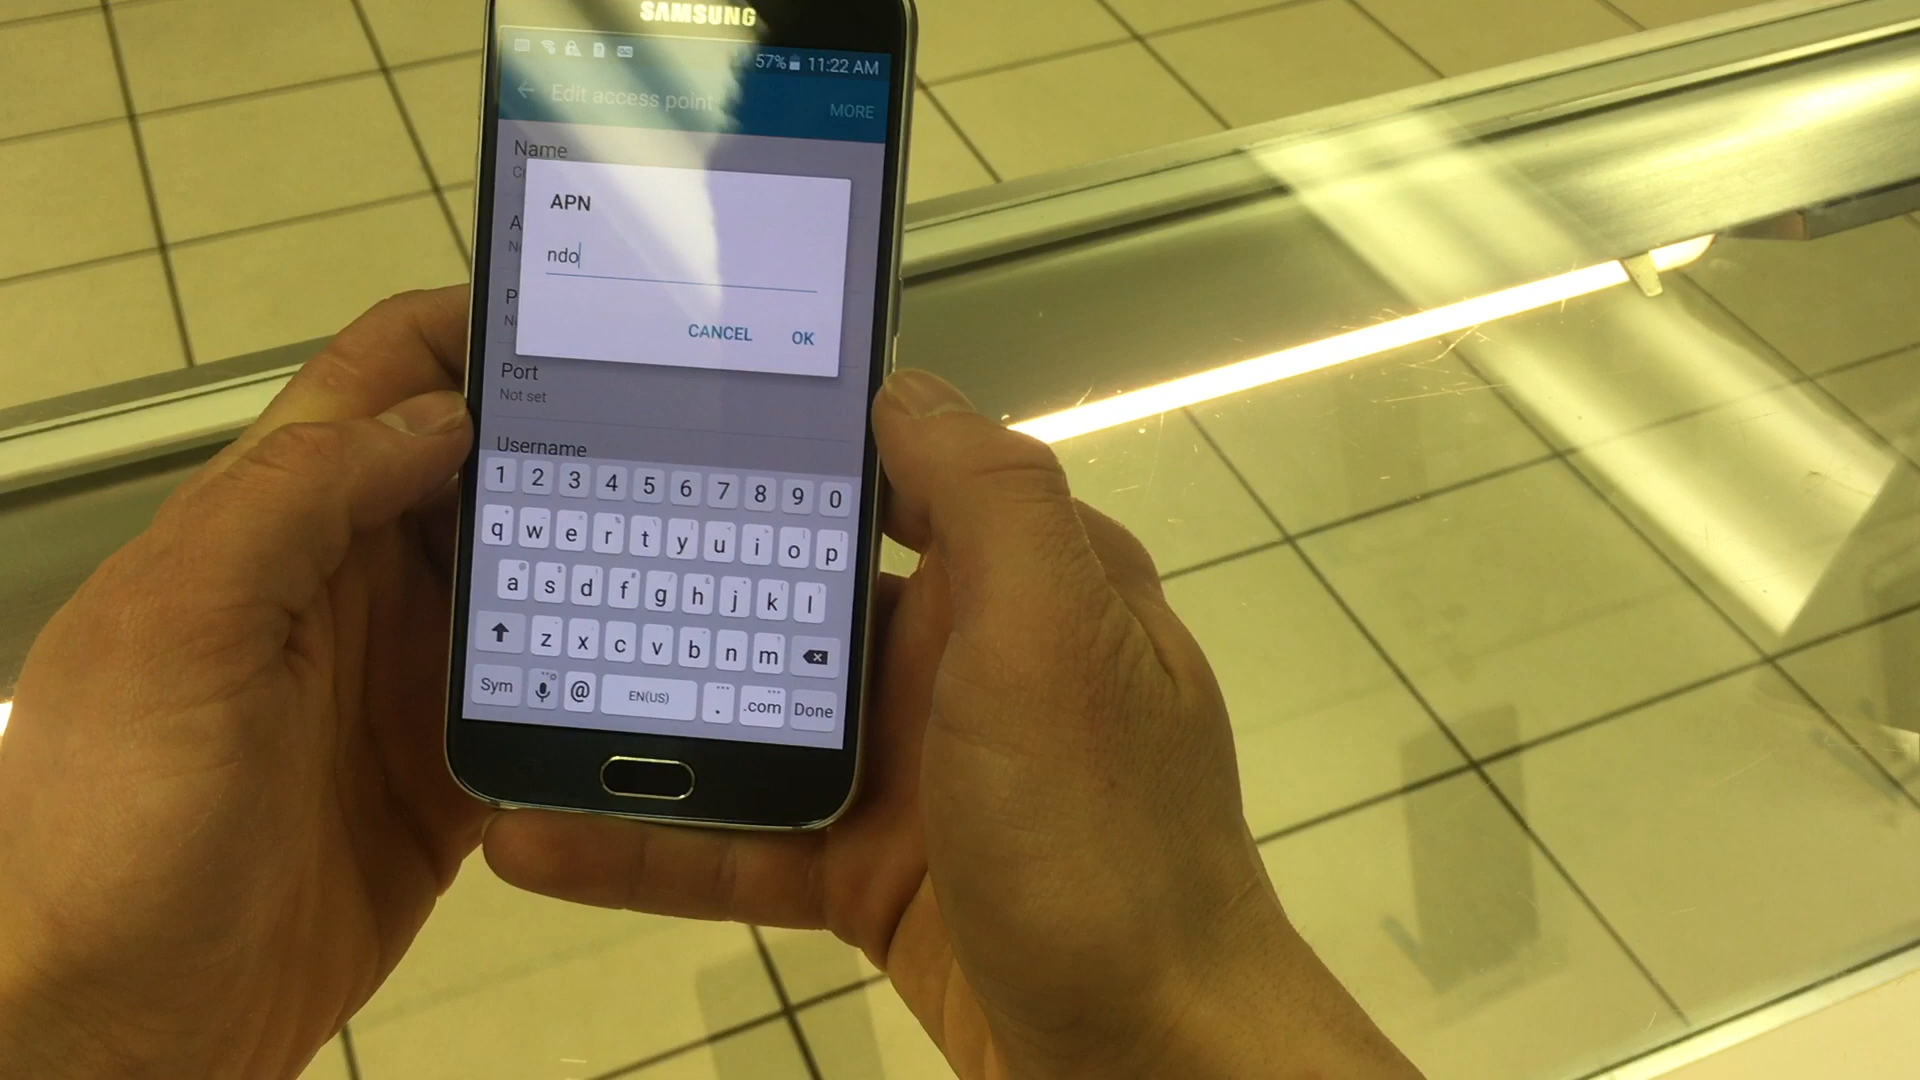 SAMSUNG
57% 11:22 AM
Edit access point
MORE
Name
APN
ndo
CANCEL OK
Port
Not set
Username
1 2 3 4 5 6 7 8 9 0
q w e r t y u i o p
a s d f g h j k l
z x c v b n m
Sym @ EN(US) . .com Done